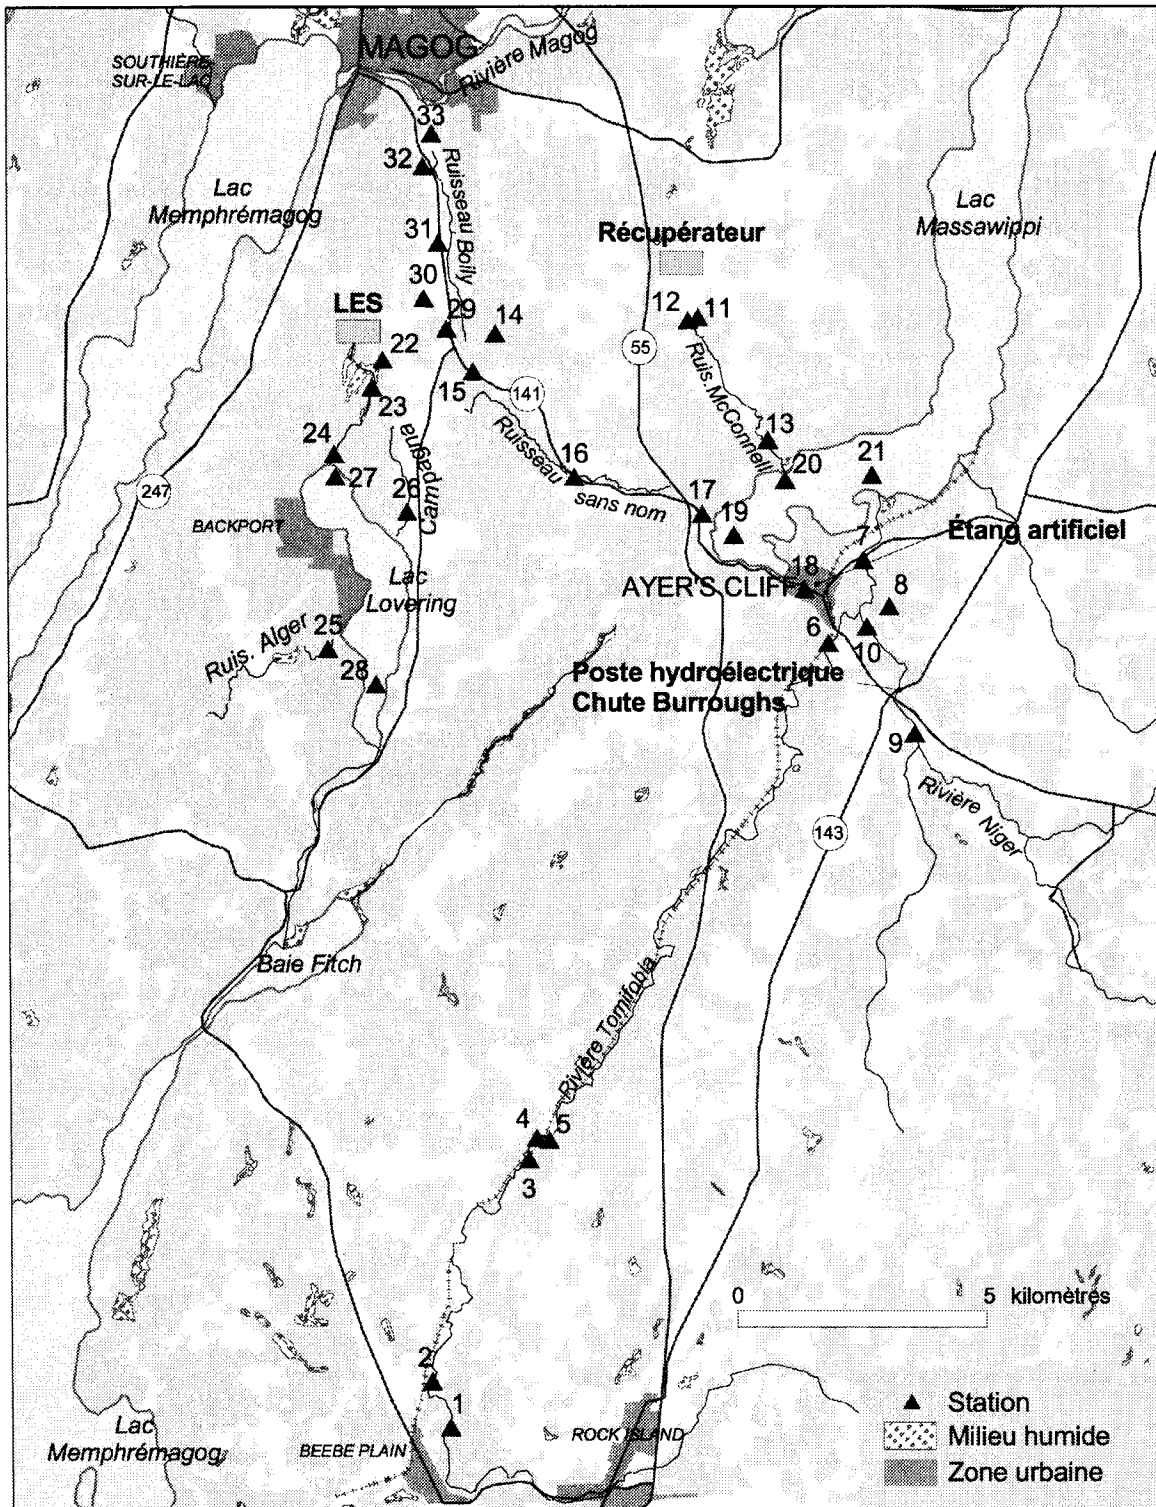 MAGOG
Rivière Magog
SOUTHIÈRE-
SUR-LE-LAC
33
32
Ruisseau Boily
Lac
Memphrémagog
Lac
Massawippi
31
Récupérateur
30
LES
29
14
12
11
22
55
15
141
Ruis. McConnell
23
Campagna
24
Ruisseau
sans nom
16
13
20
21
27
26
247
17
19
BACKPORT
7
Étang artificiel
18
AYER'S CLIFF
8
Lac
Lovering
6
10
25
Ruis. Alger
28
Poste hydroélectrique
Chute Burroughs
9
Rivière Niger
143
Baie Fitch
Rivière Tomifobia
4
5
3
0
5 kilomètres
2
1
Lac
Memphrémagog
BEEBE PLAIN
ROCK ISLAND
Station
Milieu humide
Zone urbaine